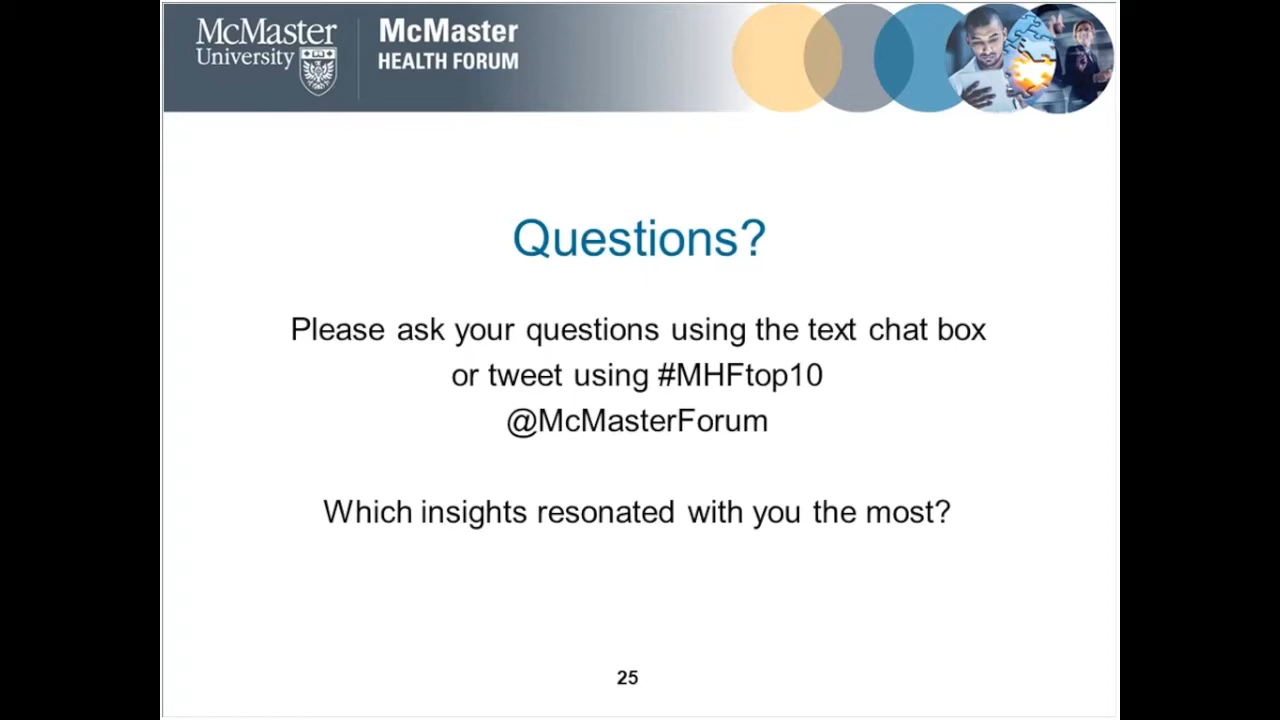 McMaster
University
McMaster
HEALTH FORUM
Questions?
Please ask your questions using the text chat box
or tweet using #MHFtop10
@McMasterForum
Which insights resonated with you the most?
25